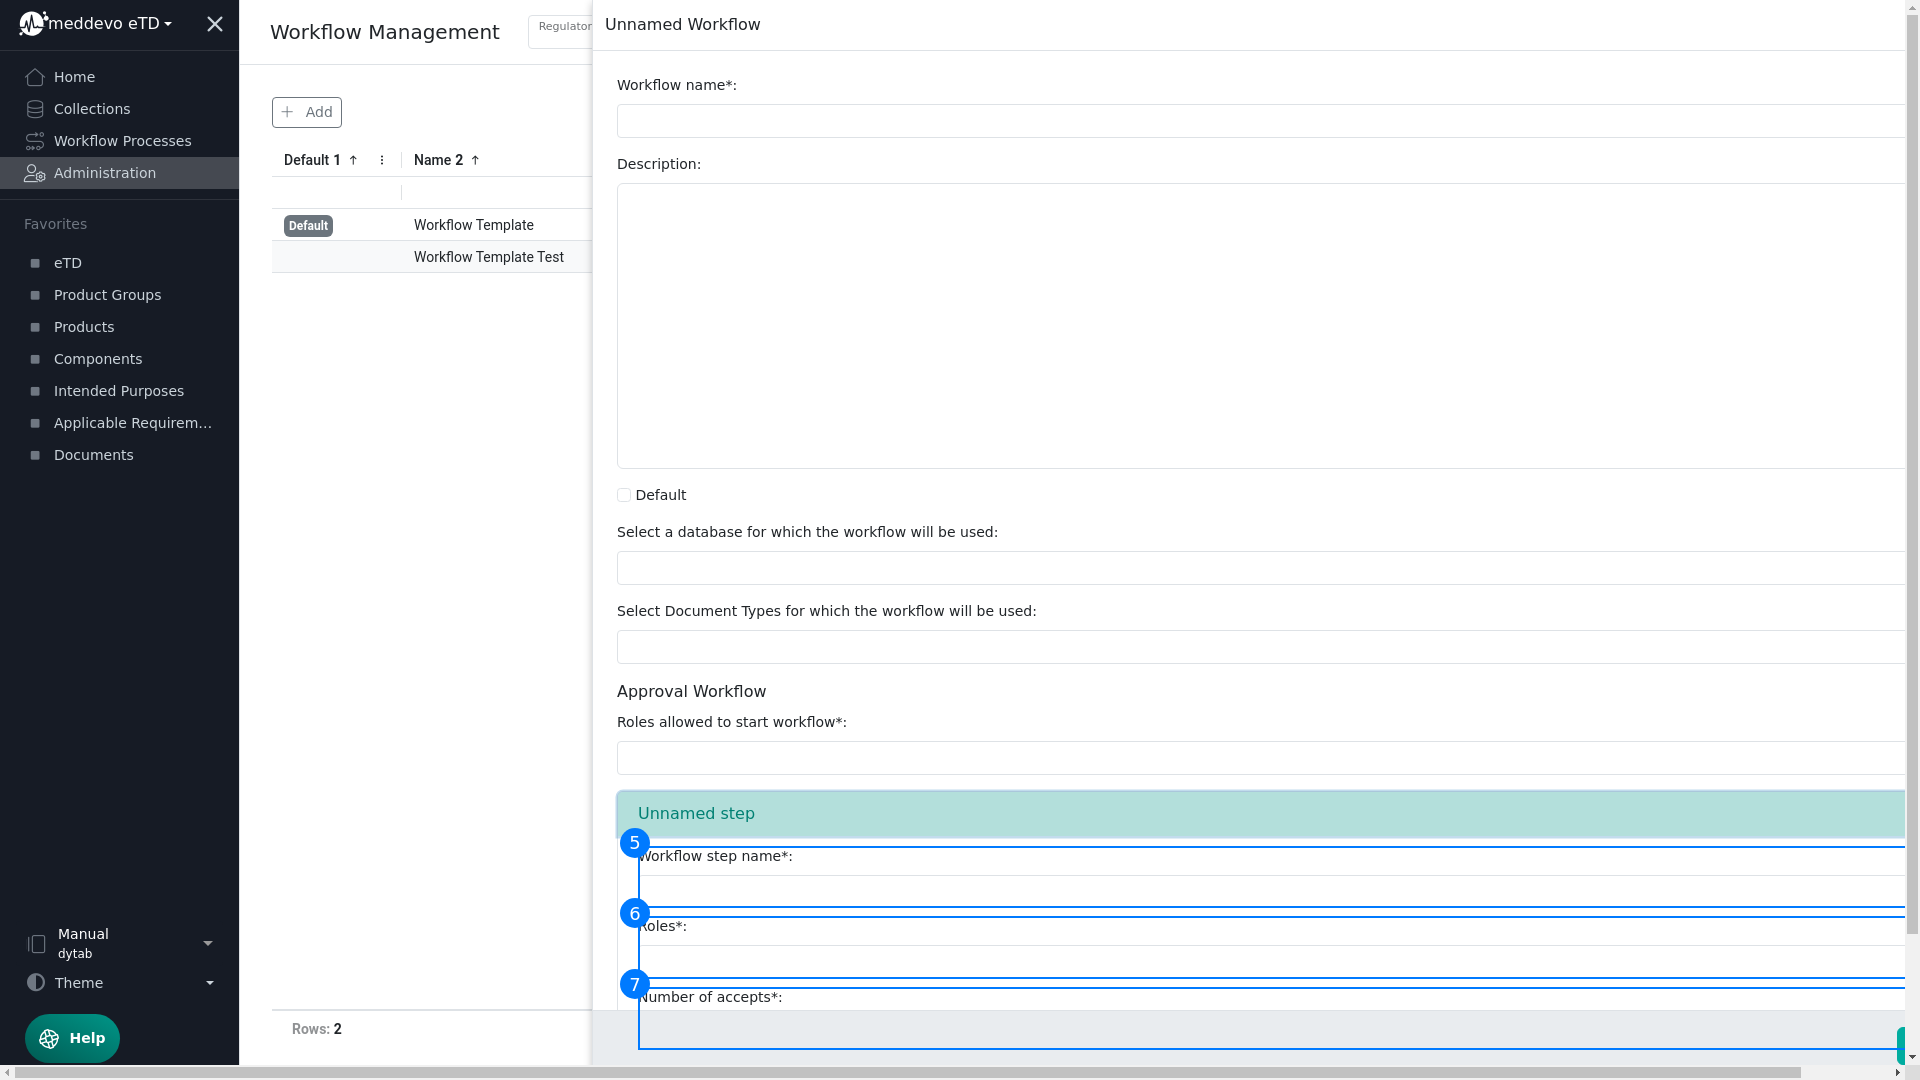 meddevo eTD
Home
Collections
Workflow Processes
Administration
Favorites
eTD
Product Groups
Products
Components
Intended Purposes
Applicable Requirem...
Documents
Manual
dytab
Theme
Help
Workflow Management
Regulator
Add
Default 1
Name 2
Default
Workflow Template
Workflow Template Test
Rows: 2
Unnamed Workflow
Workflow name*:
Description:
Default
Select a database for which the workflow will be used:
Select Document Types for which the workflow will be used:
Approval Workflow
Roles allowed to start workflow*:
Unnamed step
5
Workflow step name*:
6
Roles*:
7
Number of accepts*: